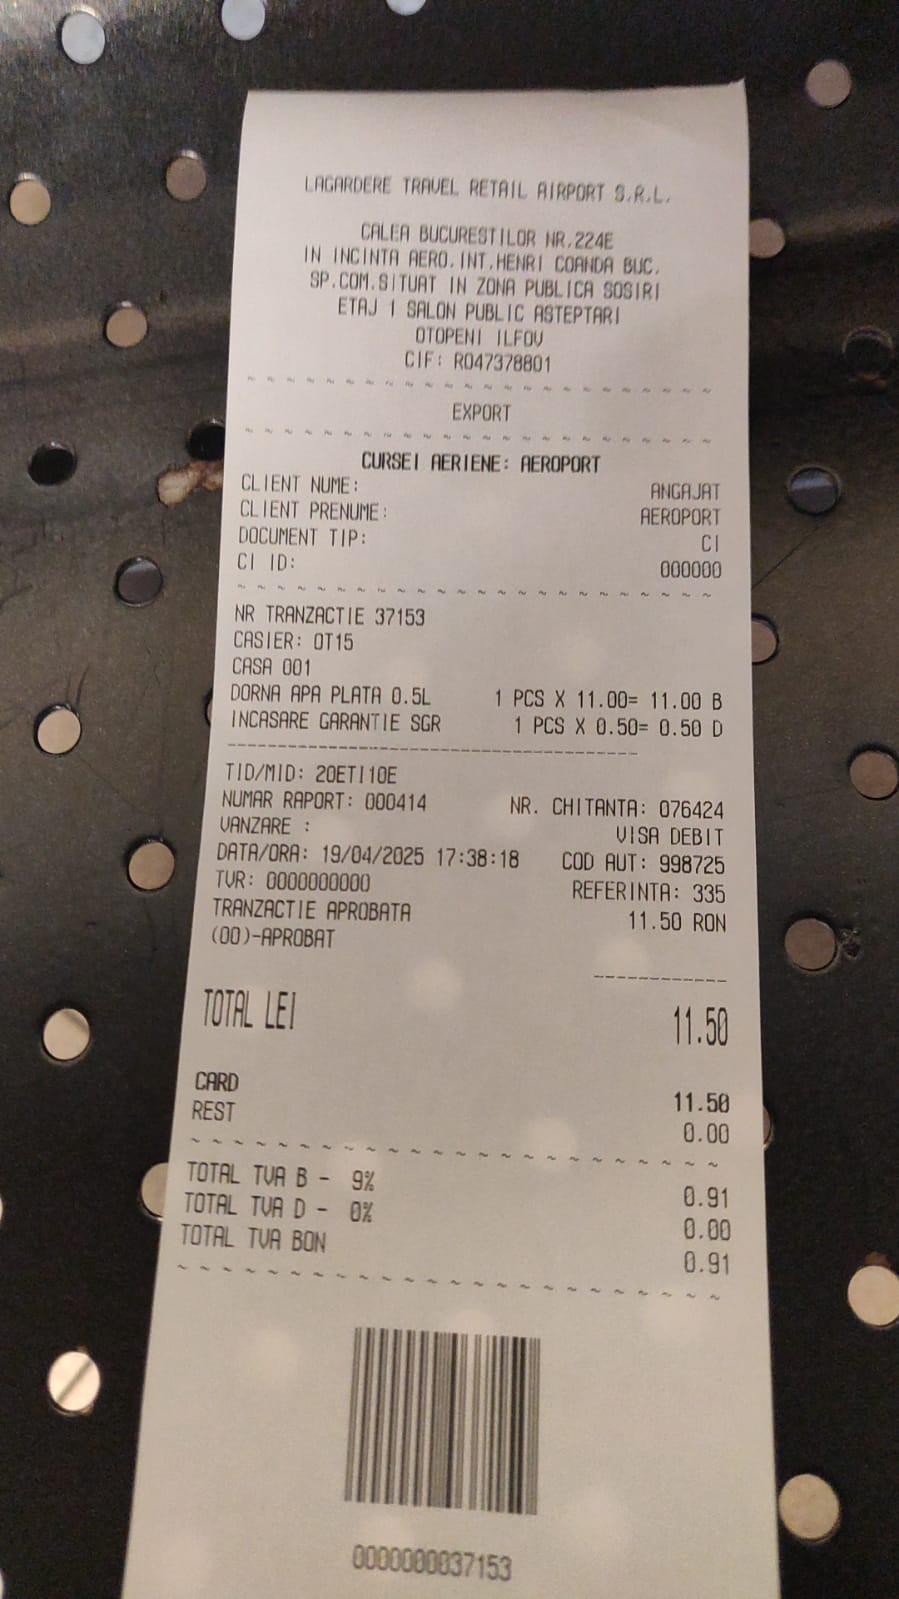 LAGARDERE TRAVEL RETAIL AIRPORT S.R.L.
CALEA BUCURESTILOR NR.224E
IN INCINTA AERO.INT.HENRI COANDA BUC.
SP.COM.SITUAT IN ZONA PUBLICA SOSIRI
ETAJ 1 SALON PUBLIC ASTEPTARI
OTOPENI ILFOV
CIF: RO47378801
~ ~ ~ ~ ~ ~ ~ ~ ~ ~ ~ ~ ~ ~ ~ ~ ~ ~
EXPORT
~ ~ ~ ~ ~ ~ ~ ~ ~ ~ ~ ~ ~ ~ ~ ~ ~ ~
CURSEI AERIENE: AEROPORT
CLIENT NUME: ANGAJAT
CLIENT PRENUME: AEROPORT
DOCUMENT TIP: CI
CI ID: 000000
~ ~ ~ ~ ~ ~ ~ ~ ~ ~ ~ ~ ~ ~ ~ ~ ~ ~
NR TRANZACTIE 37153
CASIER: OT15
CASA 001
DORNA APA PLATA 0.5L 1 PCS X 11.00= 11.00 B
INCASARE GARANTIE SGR 1 PCS X 0.50= 0.50 D
----------------------------------------
TID/MID: 20ETI10E
NUMAR RAPORT: 000414 NR. CHITANTA: 076424
VANZARE : VISA DEBIT
DATA/ORA: 19/04/2025 17:38:18 COD AUT: 998725
TVR: 0000000000 REFERINTA: 335
TRANZACTIE APROBATA 11.50 RON
(00)-APROBAT
-----------
TOTAL LEI 11.50
CARD 11.50
REST 0.00
~ ~ ~ ~ ~ ~ ~ ~ ~ ~ ~ ~ ~ ~ ~ ~ ~ ~
TOTAL TVA B - 9% 0.91
TOTAL TVA D - 0% 0.00
TOTAL TVA BON 0.91
~ ~ ~ ~ ~ ~ ~ ~ ~ ~ ~ ~ ~ ~ ~ ~ ~ ~
0000000037153